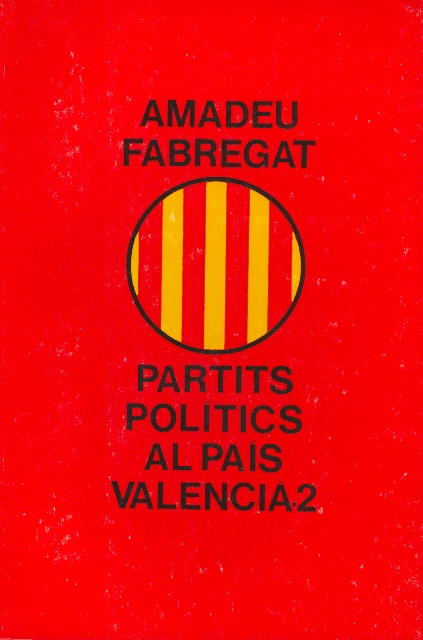 AMADEU
FABREGAT
PARTITS
POLITICS
AL PAIS
VALENCIA.2